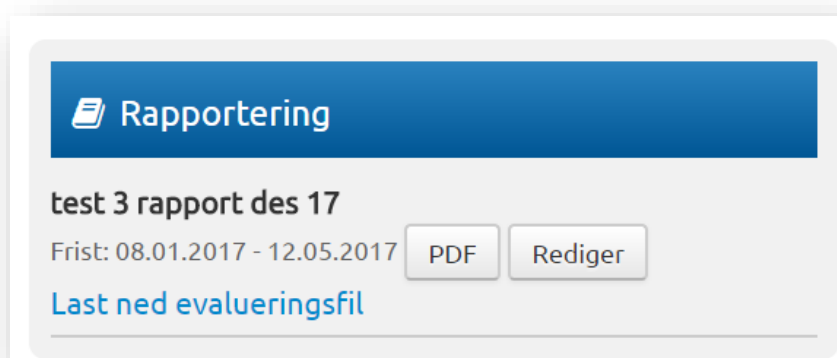 Rapportering
test 3 rapport des 17
Frist: 08.01.2017 - 12.05.2017 PDF Rediger
Last ned evalueringsfil